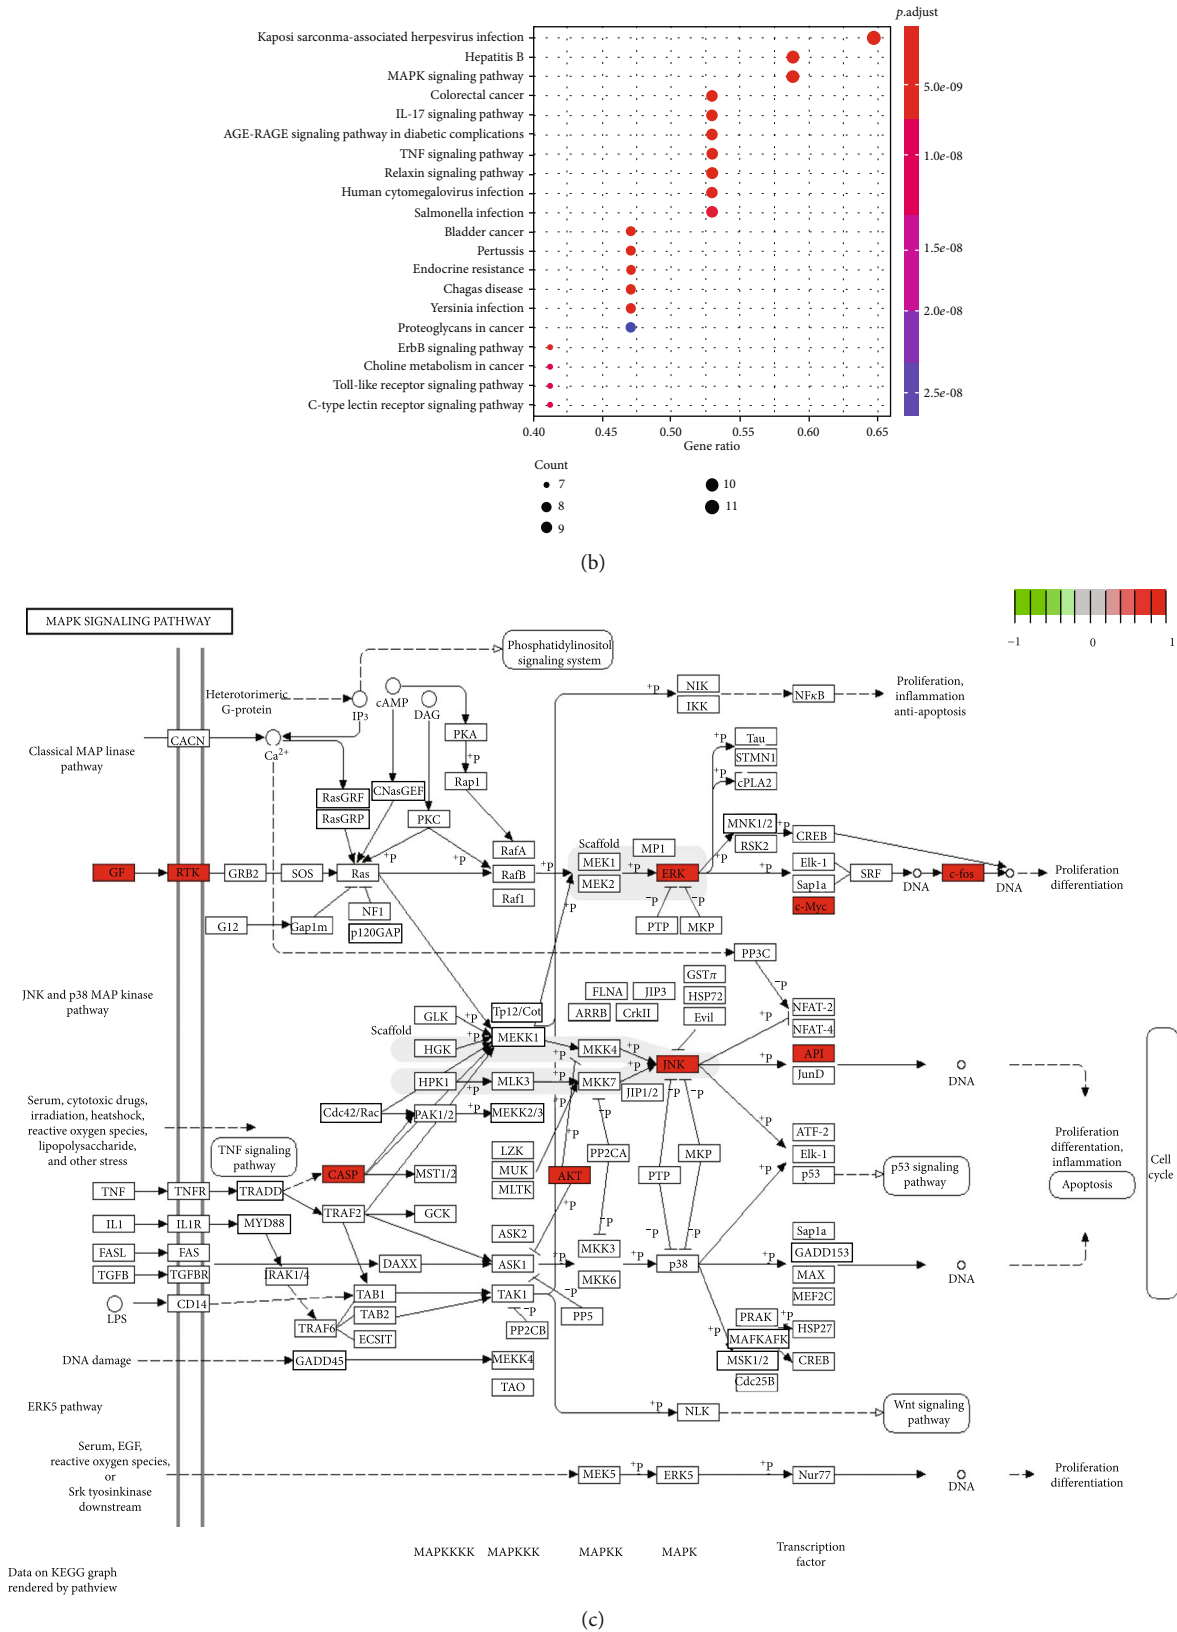 p.adjust
Kaposi sarconma-associated herpesvirus infection
Hepatitis B
MAPK signaling pathway
Colorectal cancer
IL-17 signaling pathway
AGE-RAGE signaling pathway in diabetic complications
TNF signaling pathway
Relaxin signaling pathway
Human cytomegalovirus infection
Salmonella infection
Bladder cancer
Pertussis
Endocrine resistance
Chagas disease
Yersinia infection
Proteoglycans in cancer
ErbB signaling pathway
Choline metabolism in cancer
Toll-like receptor signaling pathway
C-type lectin receptor signaling pathway
5.0e-09
1.0e-08
1.5e-08
2.0e-08
2.5e-08
0.40 0.45 0.50 0.55 0.60 0.65
Gene ratio
Count
7 10
8 11
9
(b)
MAPK SIGNALING PATHWAY
−1 0 1
Phosphatidylinositol
signaling system
Heterotorimeric
G-protein
IP3
cAMP
DAG
+p
NIK
IKK
NFκB
Proliferation,
inflammation
anti-apoptosis
Classical MAP linase
pathway
CACN
Ca2+
PKA
+p
Rap1
+p
Tau
STMN1
+p
cPLA2
RasGRF
RasGRP
CNasGEF
PKC
MNK1/2
+p
RSK2
CREB
Scaffold
MP1
GF
RTK
GRB2
SOS
Ras
+p
+p
RafA
RafB
Raf1
+p
MEK1
MEK2
+p
ERK
+p
Elk-1
Sap1a
c-Myc
SRF
DNA
c-fos
DNA
Proliferation
differentiation
G12
Gap1m
NF1
p120GAP
+p
−p
−p
PTP
MKP
PP3C
−p
JNK and p38 MAP kinase
pathway
GSTπ
HSP72
Evil
FLNA
JIP3
ARRB
CrkII
NFAT-2
NFAT-4
+p
GLK
+p
Tp12/Cot
Scaffold
HGK
+p
MEKK1
+p
MKK4
+p
JNK
+p
API
JunD
DNA
HPK1
+p
MLK3
+p
MKK7
+p
JIP1/2
Cdc42/Rac
PAK1/2
+p
MEKK2/3
+p
−p
−p
−p
+p
Serum, cytotoxic drugs,
irradiation, heatshock,
reactive oxygen species,
lipopolysaccharide,
and other stress
TNF signaling
pathway
CASP
MST1/2
LZK
MUK
MLTK
AKT
PP2CA
PTP
MKP
ATF-2
Elk-1
p53
+p
p53 signaling
pathway
Proliferation
differentiation,
inflammation
Apoptosis
Cell
cycle
TNF
TNFR
TRADD
TRAF2
GCK
+p
IL1
IL1R
MYD88
ASK2
−p
−p
−p
MKK3
Sap1a
GADD153
MAX
MEF2C
FASL
FAS
DAXX
ASK1
+p
MKK6
+p
p38
+p
DNA
TGFB
TGFBR
IRAK1/4
TAB1
TAK1
−p
LPS
CD14
TRAF6
TAB2
ECSIT
−p
PP2CB
PP5
PRAK
+p
HSP27
+p
MAFKAFK
MSK1/2
CREB
Cdc25B
DNA damage
GADD45
MEKK4
TAO
ERK5 pathway
+p
NLK
Wnt signaling
pathway
Serum, EGF,
reactive oxygen species,
or
Srk tyosinkinase
downstream
MEK5
+p
ERK5
+p
Nur77
DNA
Proliferation
differentiation
MAPKKKK MAPKKK MAPKK MAPK Transcription
factor
Data on KEGG graph
rendered by pathview
(c)